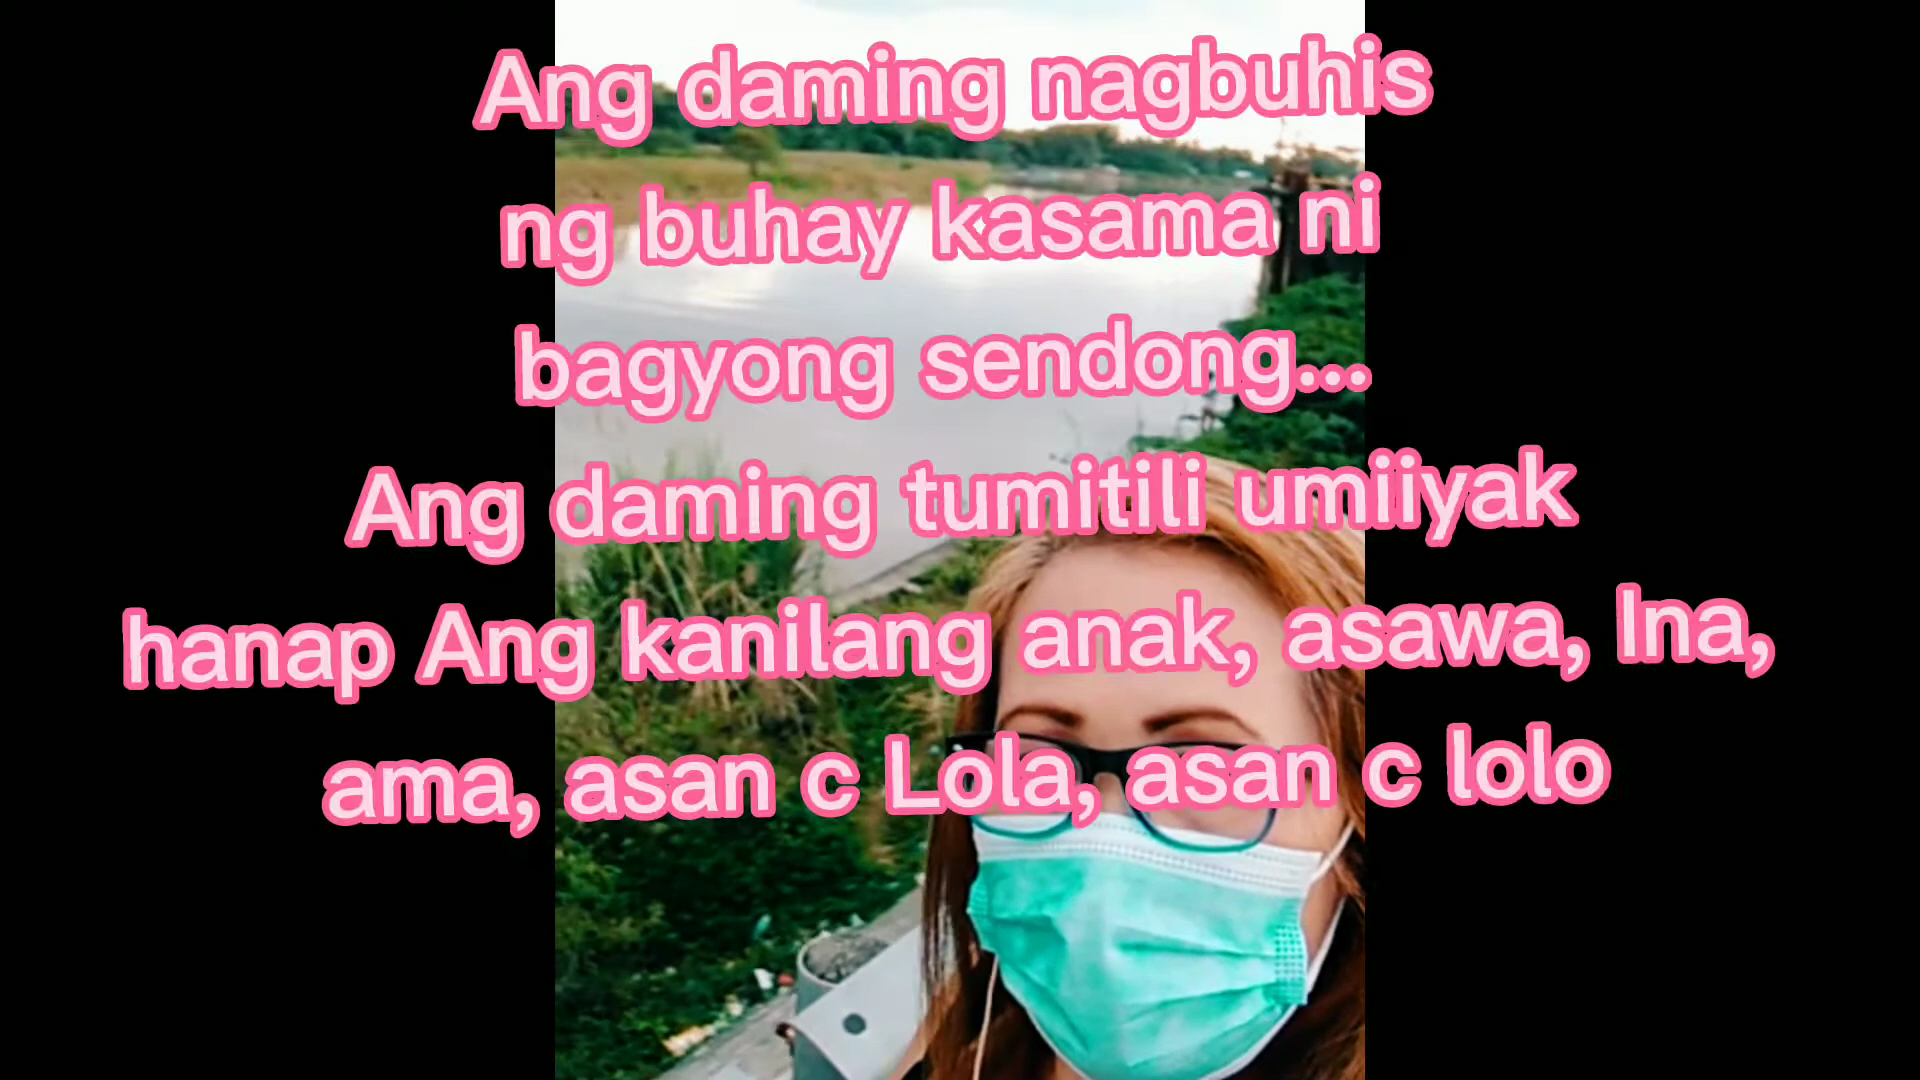 Ang daming nagbuhis
ng buhay kasama ni
bagyong sendong...
Ang daming tumitili umiiyak
hanap Ang kanilang anak, asawa, Ina,
ama, asan c Lola, asan c lolo